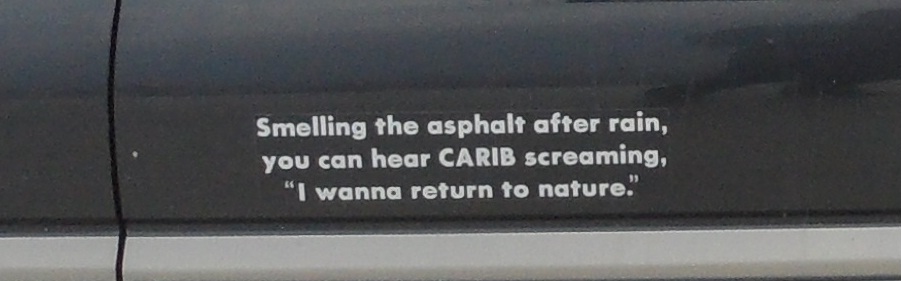 Smelling the asphalt after rain,
you can hear CARIB screaming,
“I wanna return to nature.”